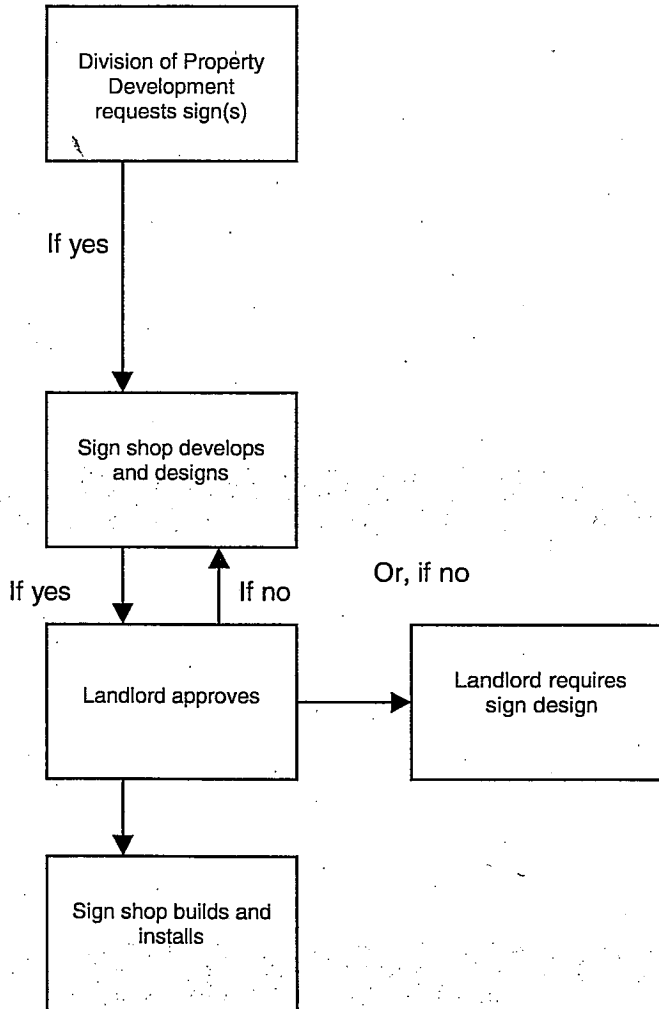 Division of Property
Development
requests sign(s)
If yes
Sign shop develops
and designs
If yes
If no
Or, if no
Landlord approves
Landlord requires
sign design
Sign shop builds and
installs